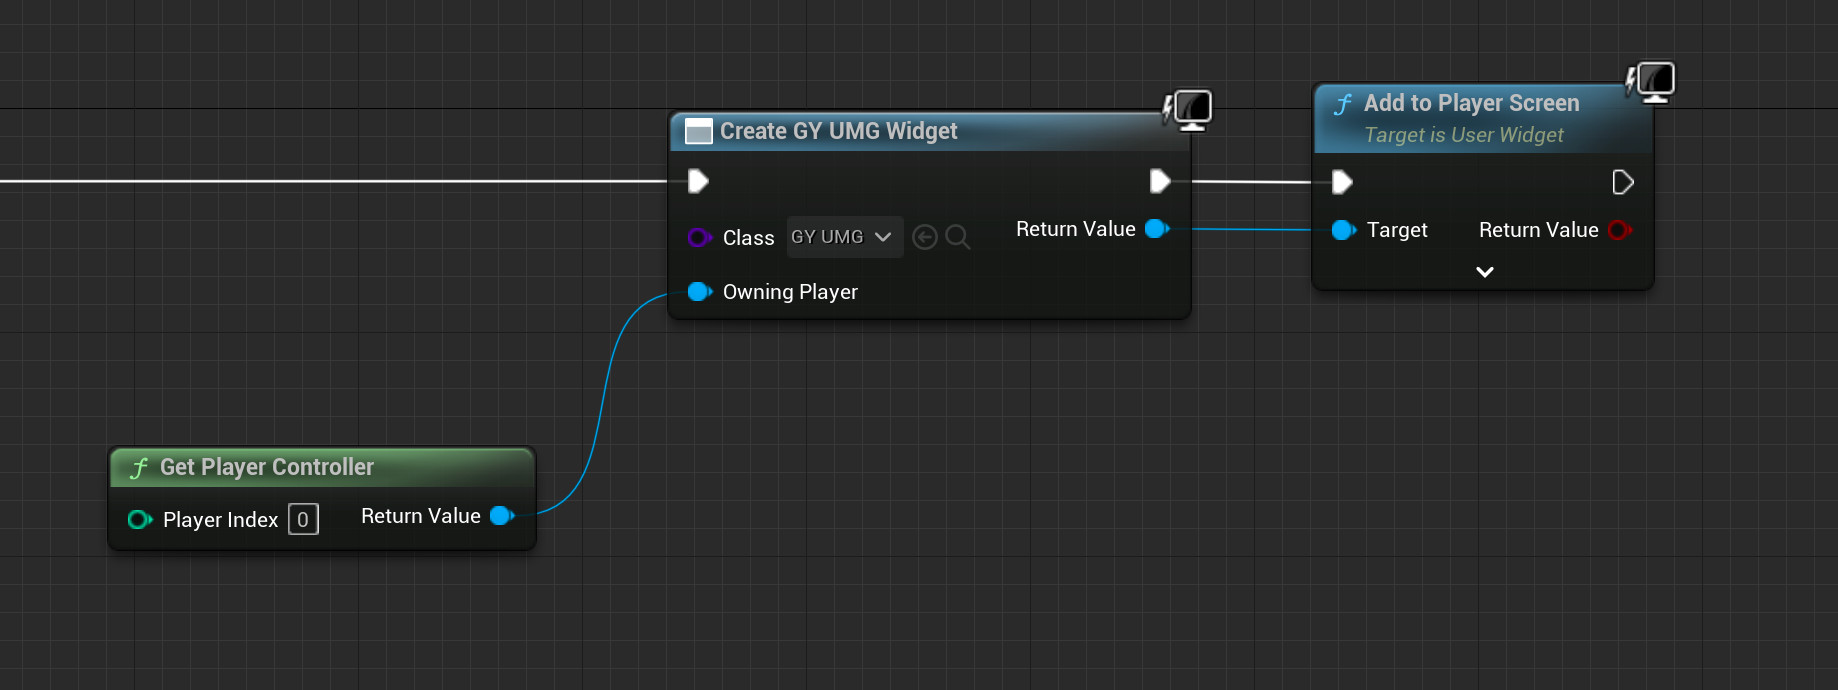 Create GY UMG Widget
Class GY UMG
Return Value
Owning Player
f Add to Player Screen
Target is User Widget
Target Return Value
f Get Player Controller
Player Index 0 Return Value